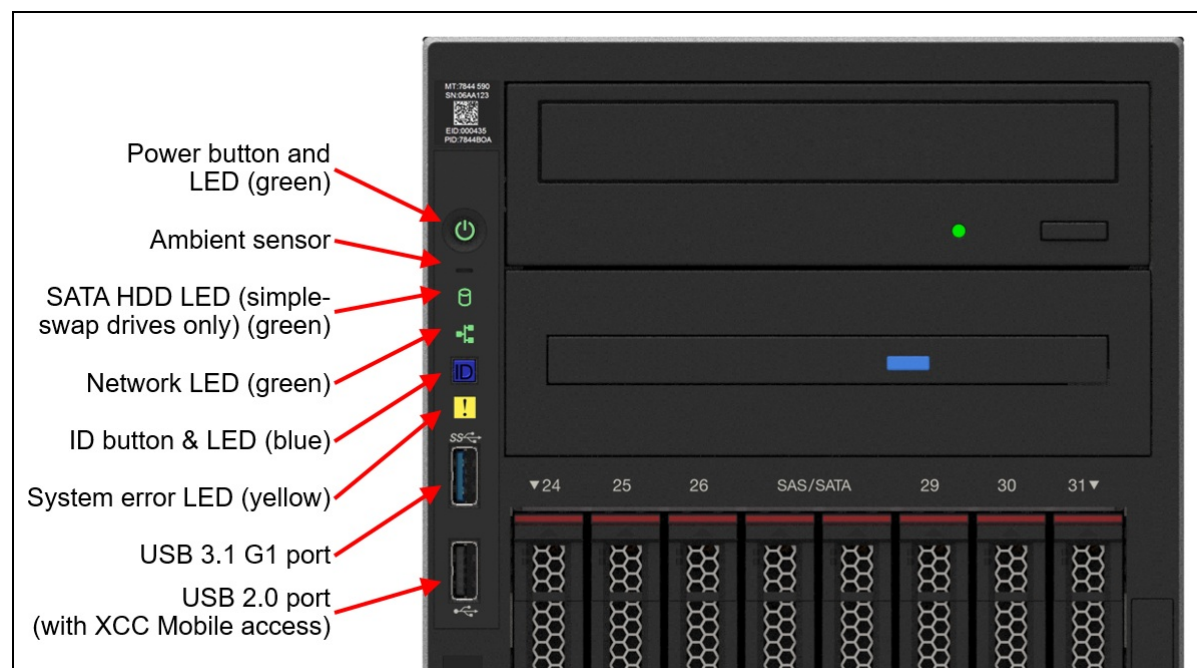 MT:7844 590
SN:06AA123
EID:000435
PID:7844BOA
Power button and
LED (green)
Ambient sensor
SATA HDD LED (simple-
swap drives only) (green)
Network LED (green)
ID button & LED (blue)
System error LED (yellow)
USB 3.1 G1 port
USB 2.0 port
(with XCC Mobile access)
ID
!
SS
▼24 25 26 SAS/SATA 29 30 31▼